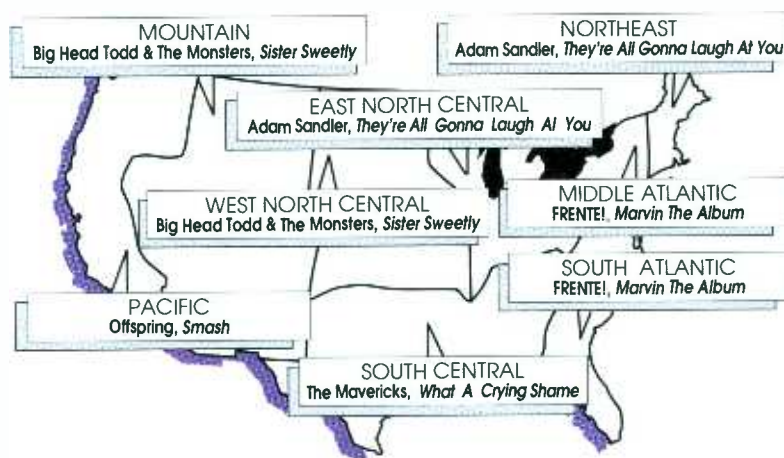 MOUNTAIN
Big Head Todd & The Monsters, Sister Sweetly
NORTHEAST
Adam Sandler, They're All Gonna Laugh At You
EAST NORTH CENTRAL
Adam Sandler, They're All Gonna Laugh At You
WEST NORTH CENTRAL
Big Head Todd & The Monsters, Sister Sweetly
MIDDLE ATLANTIC
FRENTE!, Marvin The Album
SOUTH ATLANTIC
FRENTE!, Marvin The Album
PACIFIC
Offspring, Smash
SOUTH CENTRAL
The Mavericks, What A Crying Shame